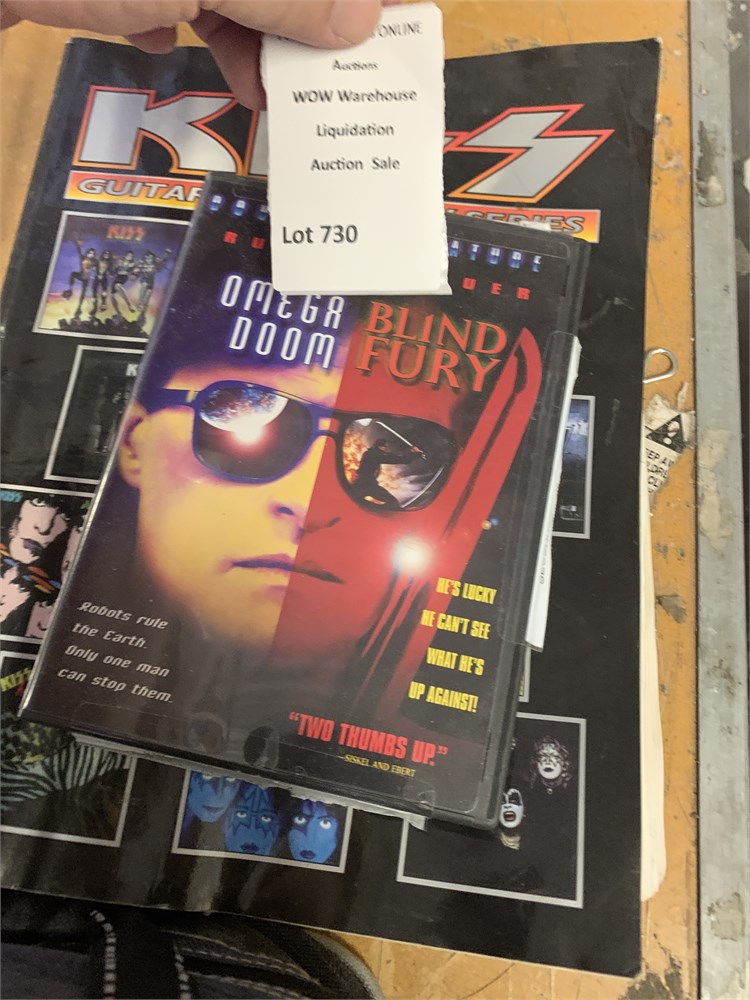 ONLINE
Auctions
WOW Warehouse
Liquidation
Auction Sale
Lot 730
GUITAR
SERIES
KISS
OMEGA
DOOM
BLIND
FURY
HE'S LUCKY
HE CAN'T SEE
WHAT HE'S
UP AGAINST!
Robots rule
the Earth.
Only one man
can stop them.
"TWO THUMBS UP."
—SISKEL AND EBERT